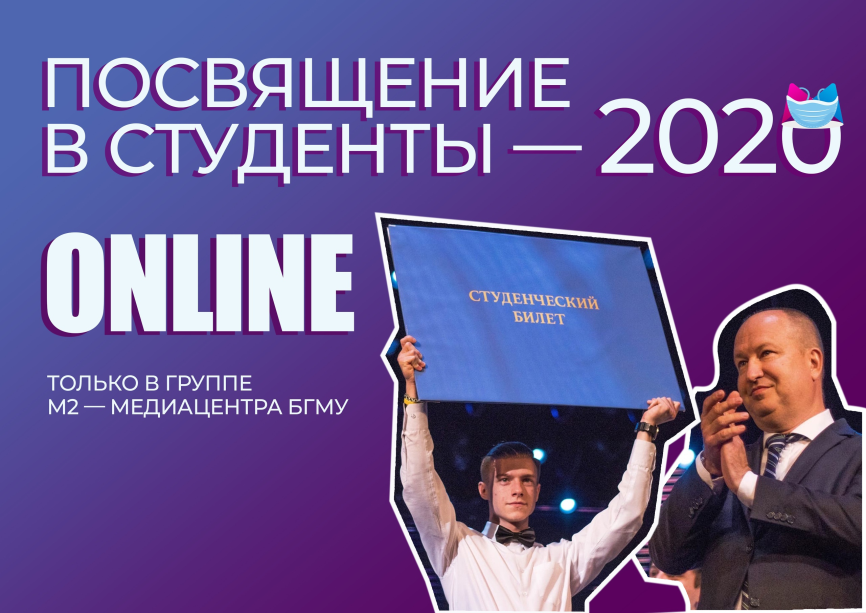 ПОСВЯЩЕНИЕ
В СТУДЕНТЫ — 2020
ONLINE
СТУДЕНЧЕСКИЙ
БИЛЕТ
ТОЛЬКО В ГРУППЕ
М2 — МЕДИАЦЕНТРА БГМУ